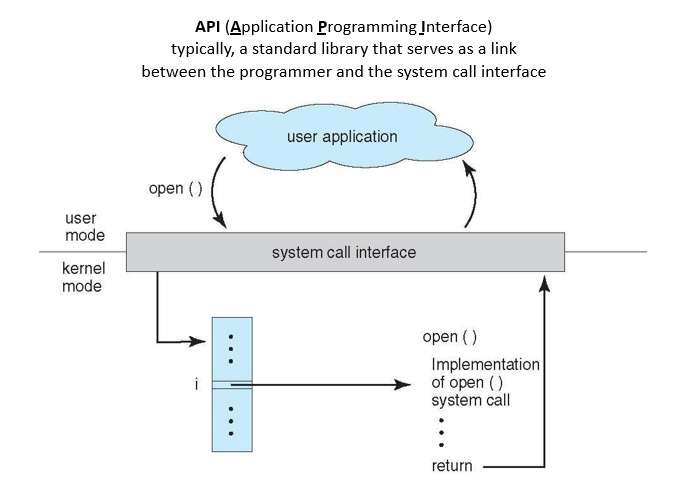 API (Application Programming Interface)
typically, a standard library that serves as a link
between the programmer and the system call interface
user application
open ( )
user
mode
system call interface
kernel
mode
open ( )
Implementation
i
of open ( )
system call
return